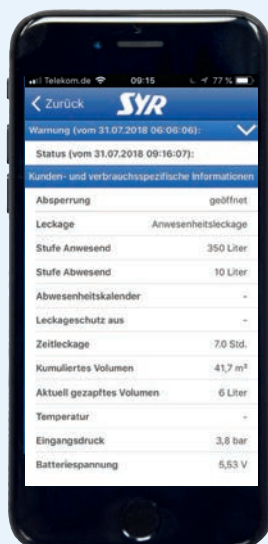 Telekom.de 09:15 77 %
Zurück SYR
Warnung (vom 31.07.2018 06:06:06):
Status (vom 31.07.2018 09:16:07):
Kunden- und verbrauchsspezifische Informationen
Absperrung geöffnet
Leckage Anwesenheitsleckage
Stufe Anwesend 350 Liter
Stufe Abwesend 10 Liter
Abwesenheitskalender -
Leckageschutz aus -
Zeitleckage 7.0 Std.
Kumuliertes Volumen 41,7 m³
Aktuell gezapftes Volumen 6 Liter
Temperatur -
Eingangsdruck 3,8 bar
Batteriespannung 5,53 V